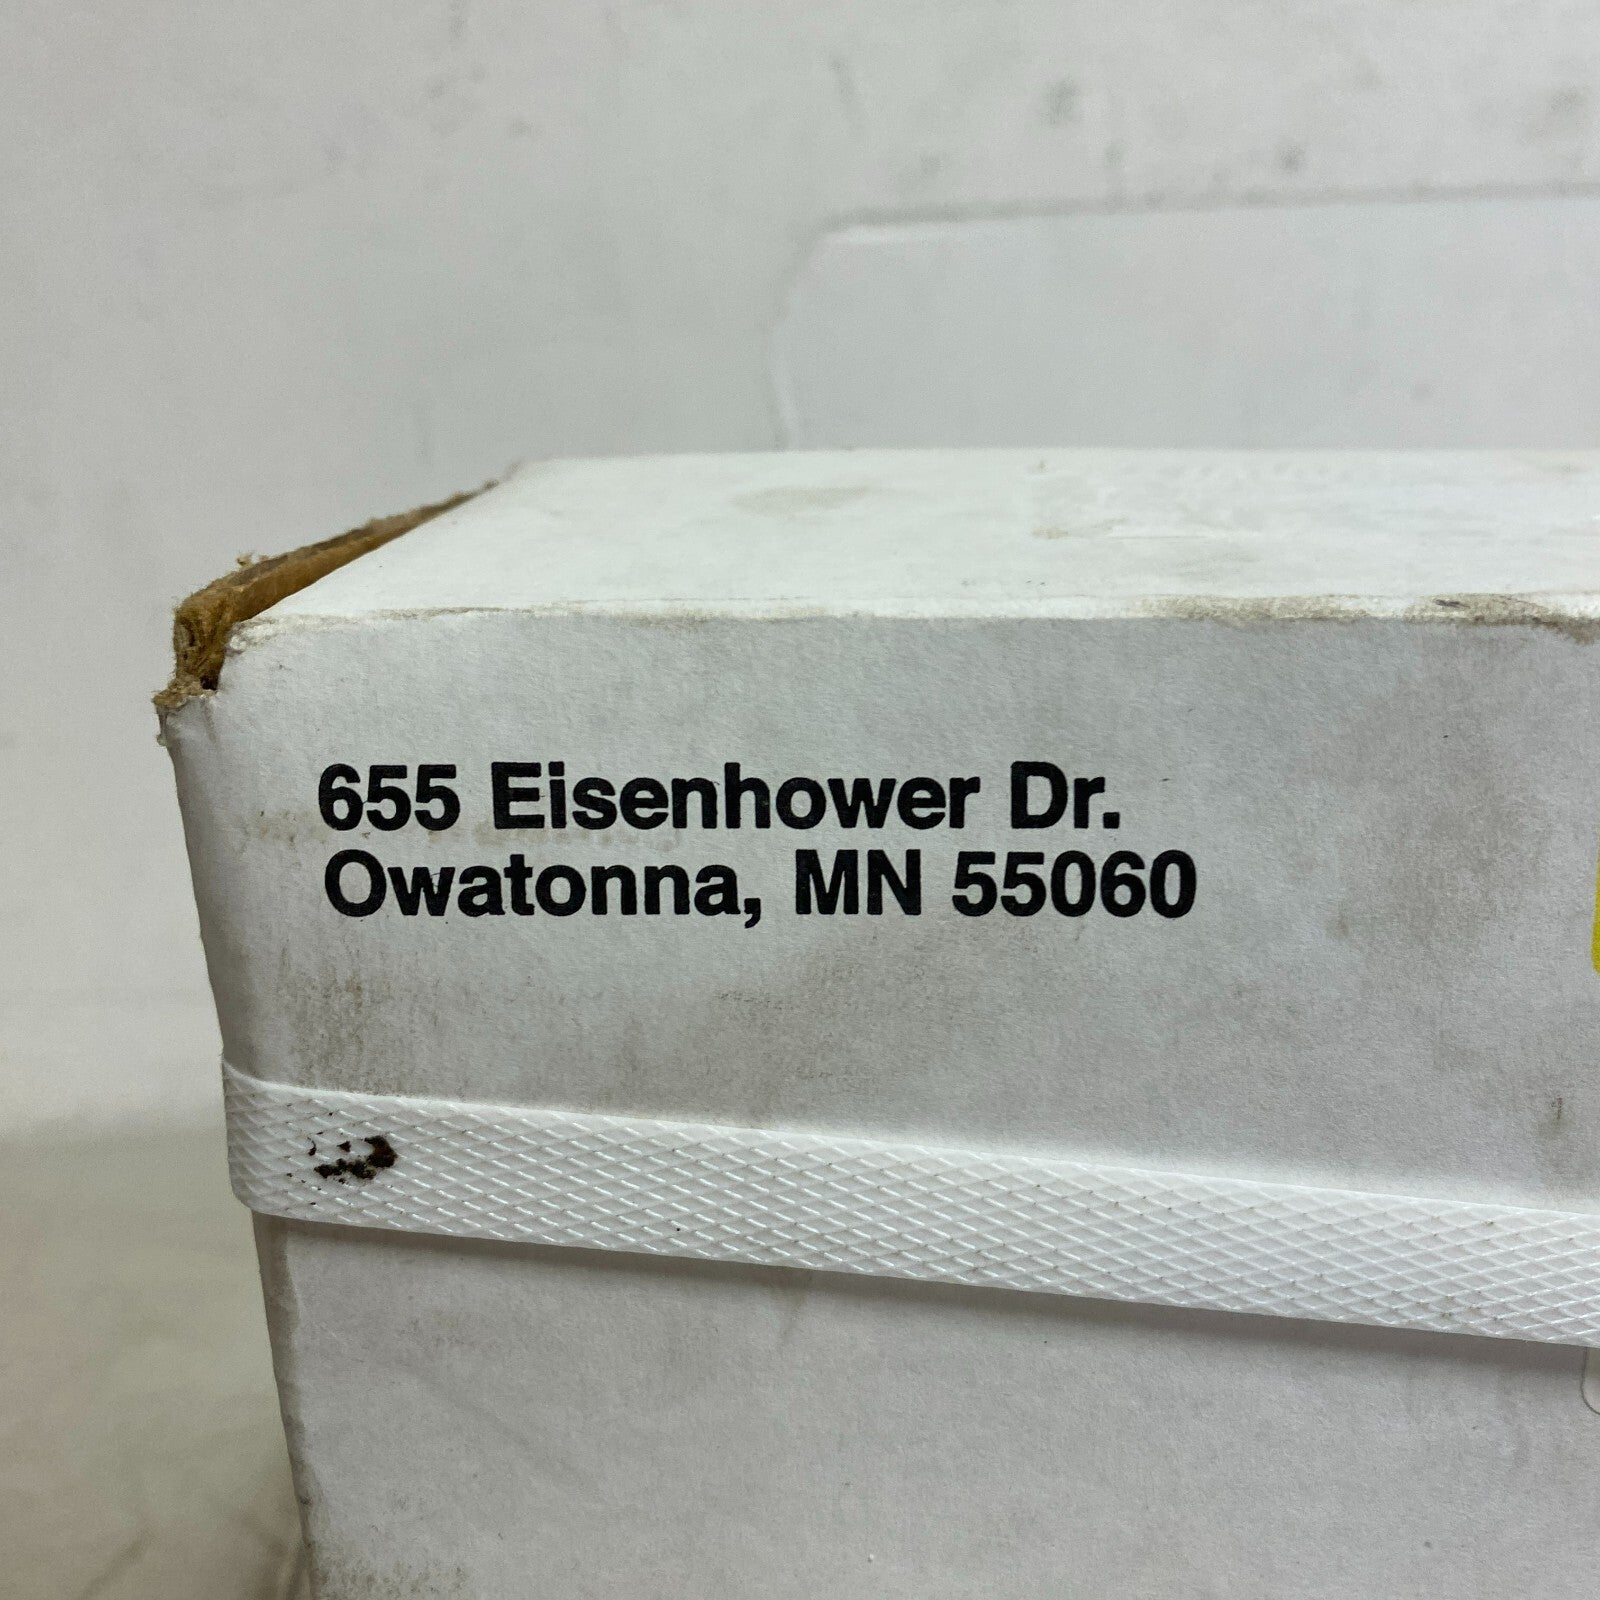 655 Eisenhower Dr.
Owatonna, MN 55060